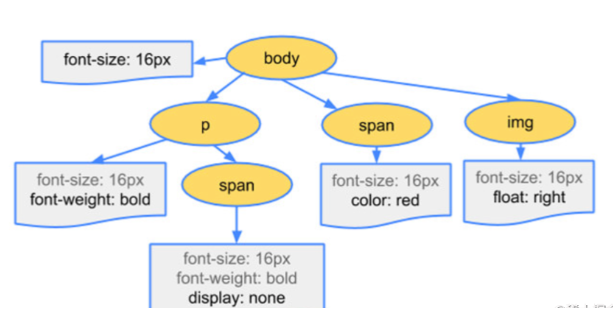 font-size: 16px
body
p
span
img
font-size: 16px
font-weight: bold
span
font-size: 16px
color: red
font-size: 16px
float: right
font-size: 16px
font-weight: bold
display: none